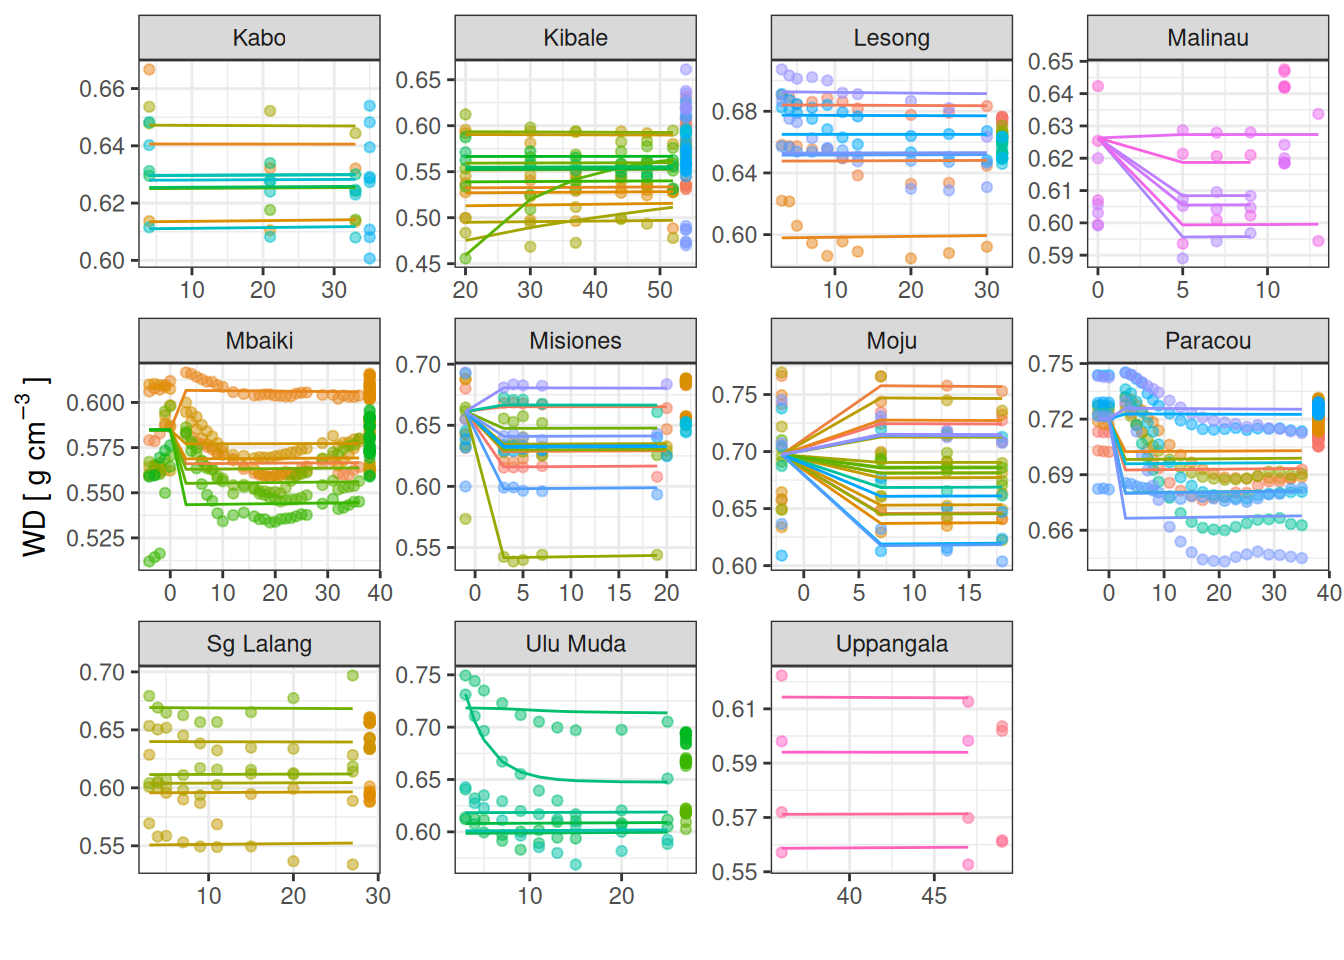 Kabo Kibale Lesong Malinau
0.66 0.64 0.62 0.60
0.65 0.60 0.55 0.50 0.45
0.68 0.64 0.60
0.65 0.64 0.63 0.62 0.61 0.60 0.59
10 20 30 20 30 40 50 10 20 30 0 5 10
Mbaiki Misiones Moju Paracou
WD [ g cm⁻³ ]
0.600 0.575 0.550 0.525
0.70 0.65 0.60 0.55
0.75 0.70 0.65 0.60
0.75 0.72 0.69 0.66
0 10 20 30 40 0 5 10 15 20 0 5 10 15 0 10 20 30 40
Sg Lalang Ulu Muda Uppangala
0.70 0.65 0.60 0.55
0.75 0.70 0.65 0.60
0.61 0.59 0.57 0.55
10 20 30 10 20 40 45